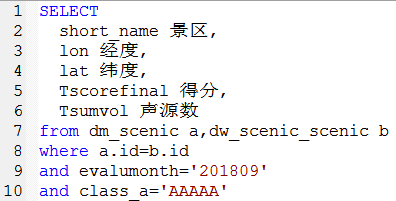 1 SELECT
2 short_name 景区,
3 lon 经度,
4 lat 纬度,
5 Tscorefinal 得分,
6 Tsumvol 声源数
7 from dm_scenic a,dw_scenic_scenic b
8 where a.id=b.id
9 and evalumonth='201809'
10 and class_a='AAAAA'